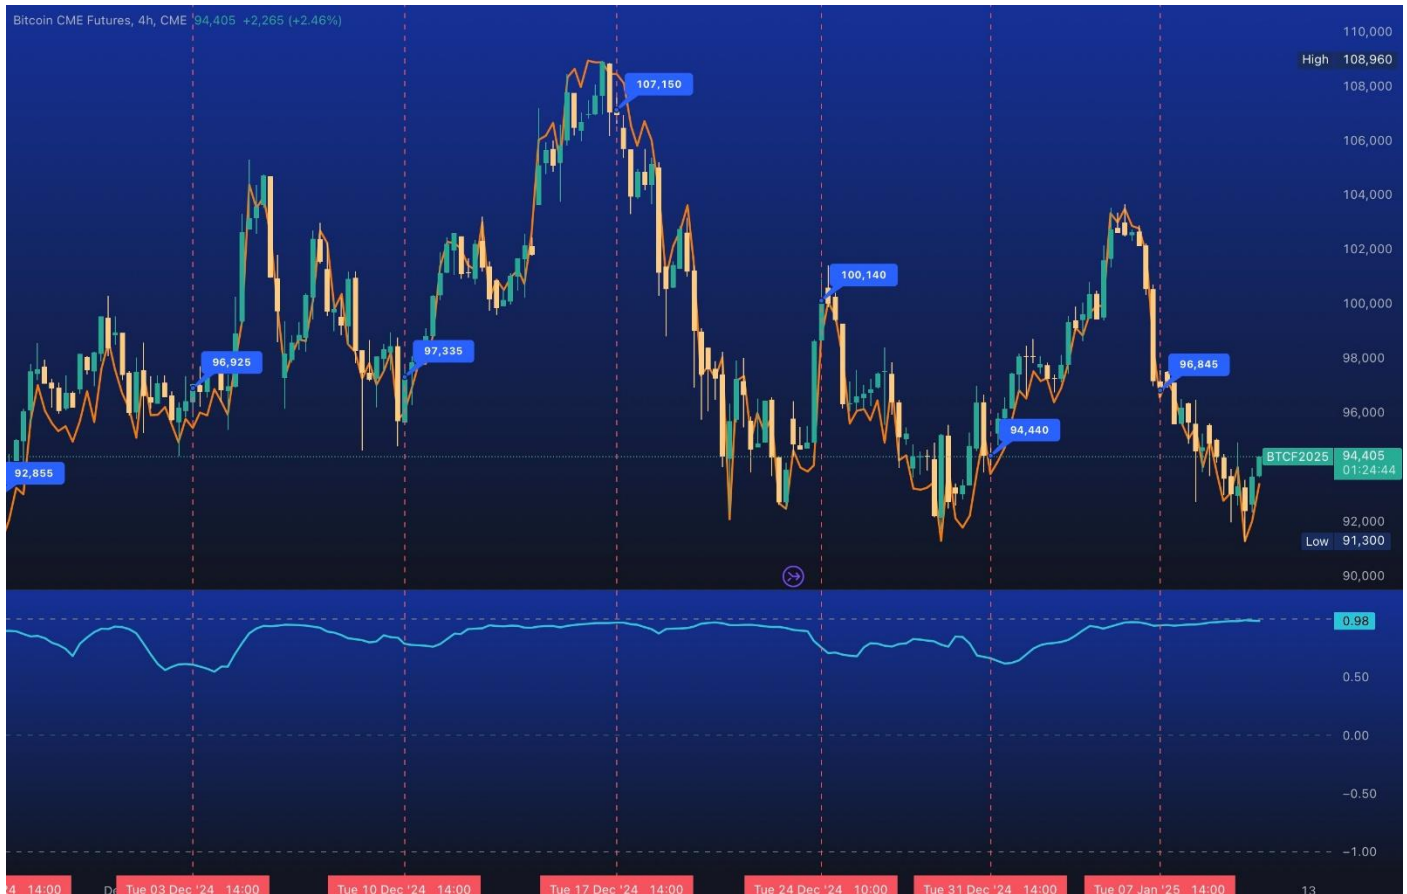 Bitcoin CME Futures, 4h, CME 94,405 +2,265 (+2.46%)
110,000
High 108,960
108,000
107,150
106,000
104,000
102,000
100,140
100,000
98,000
96,925
97,335
96,845
96,000
94,440
92,855
BTCF2025 94,405
01:24:44
92,000
Low 91,300
90,000
0.98
0.50
0.00
−0.50
−1.00
24 14:00
Tue 03 Dec '24 14:00
Tue 10 Dec '24 14:00
Tue 17 Dec '24 14:00
Tue 24 Dec '24 10:00
Tue 31 Dec '24 14:00
Tue 07 Jan '25 14:00
13